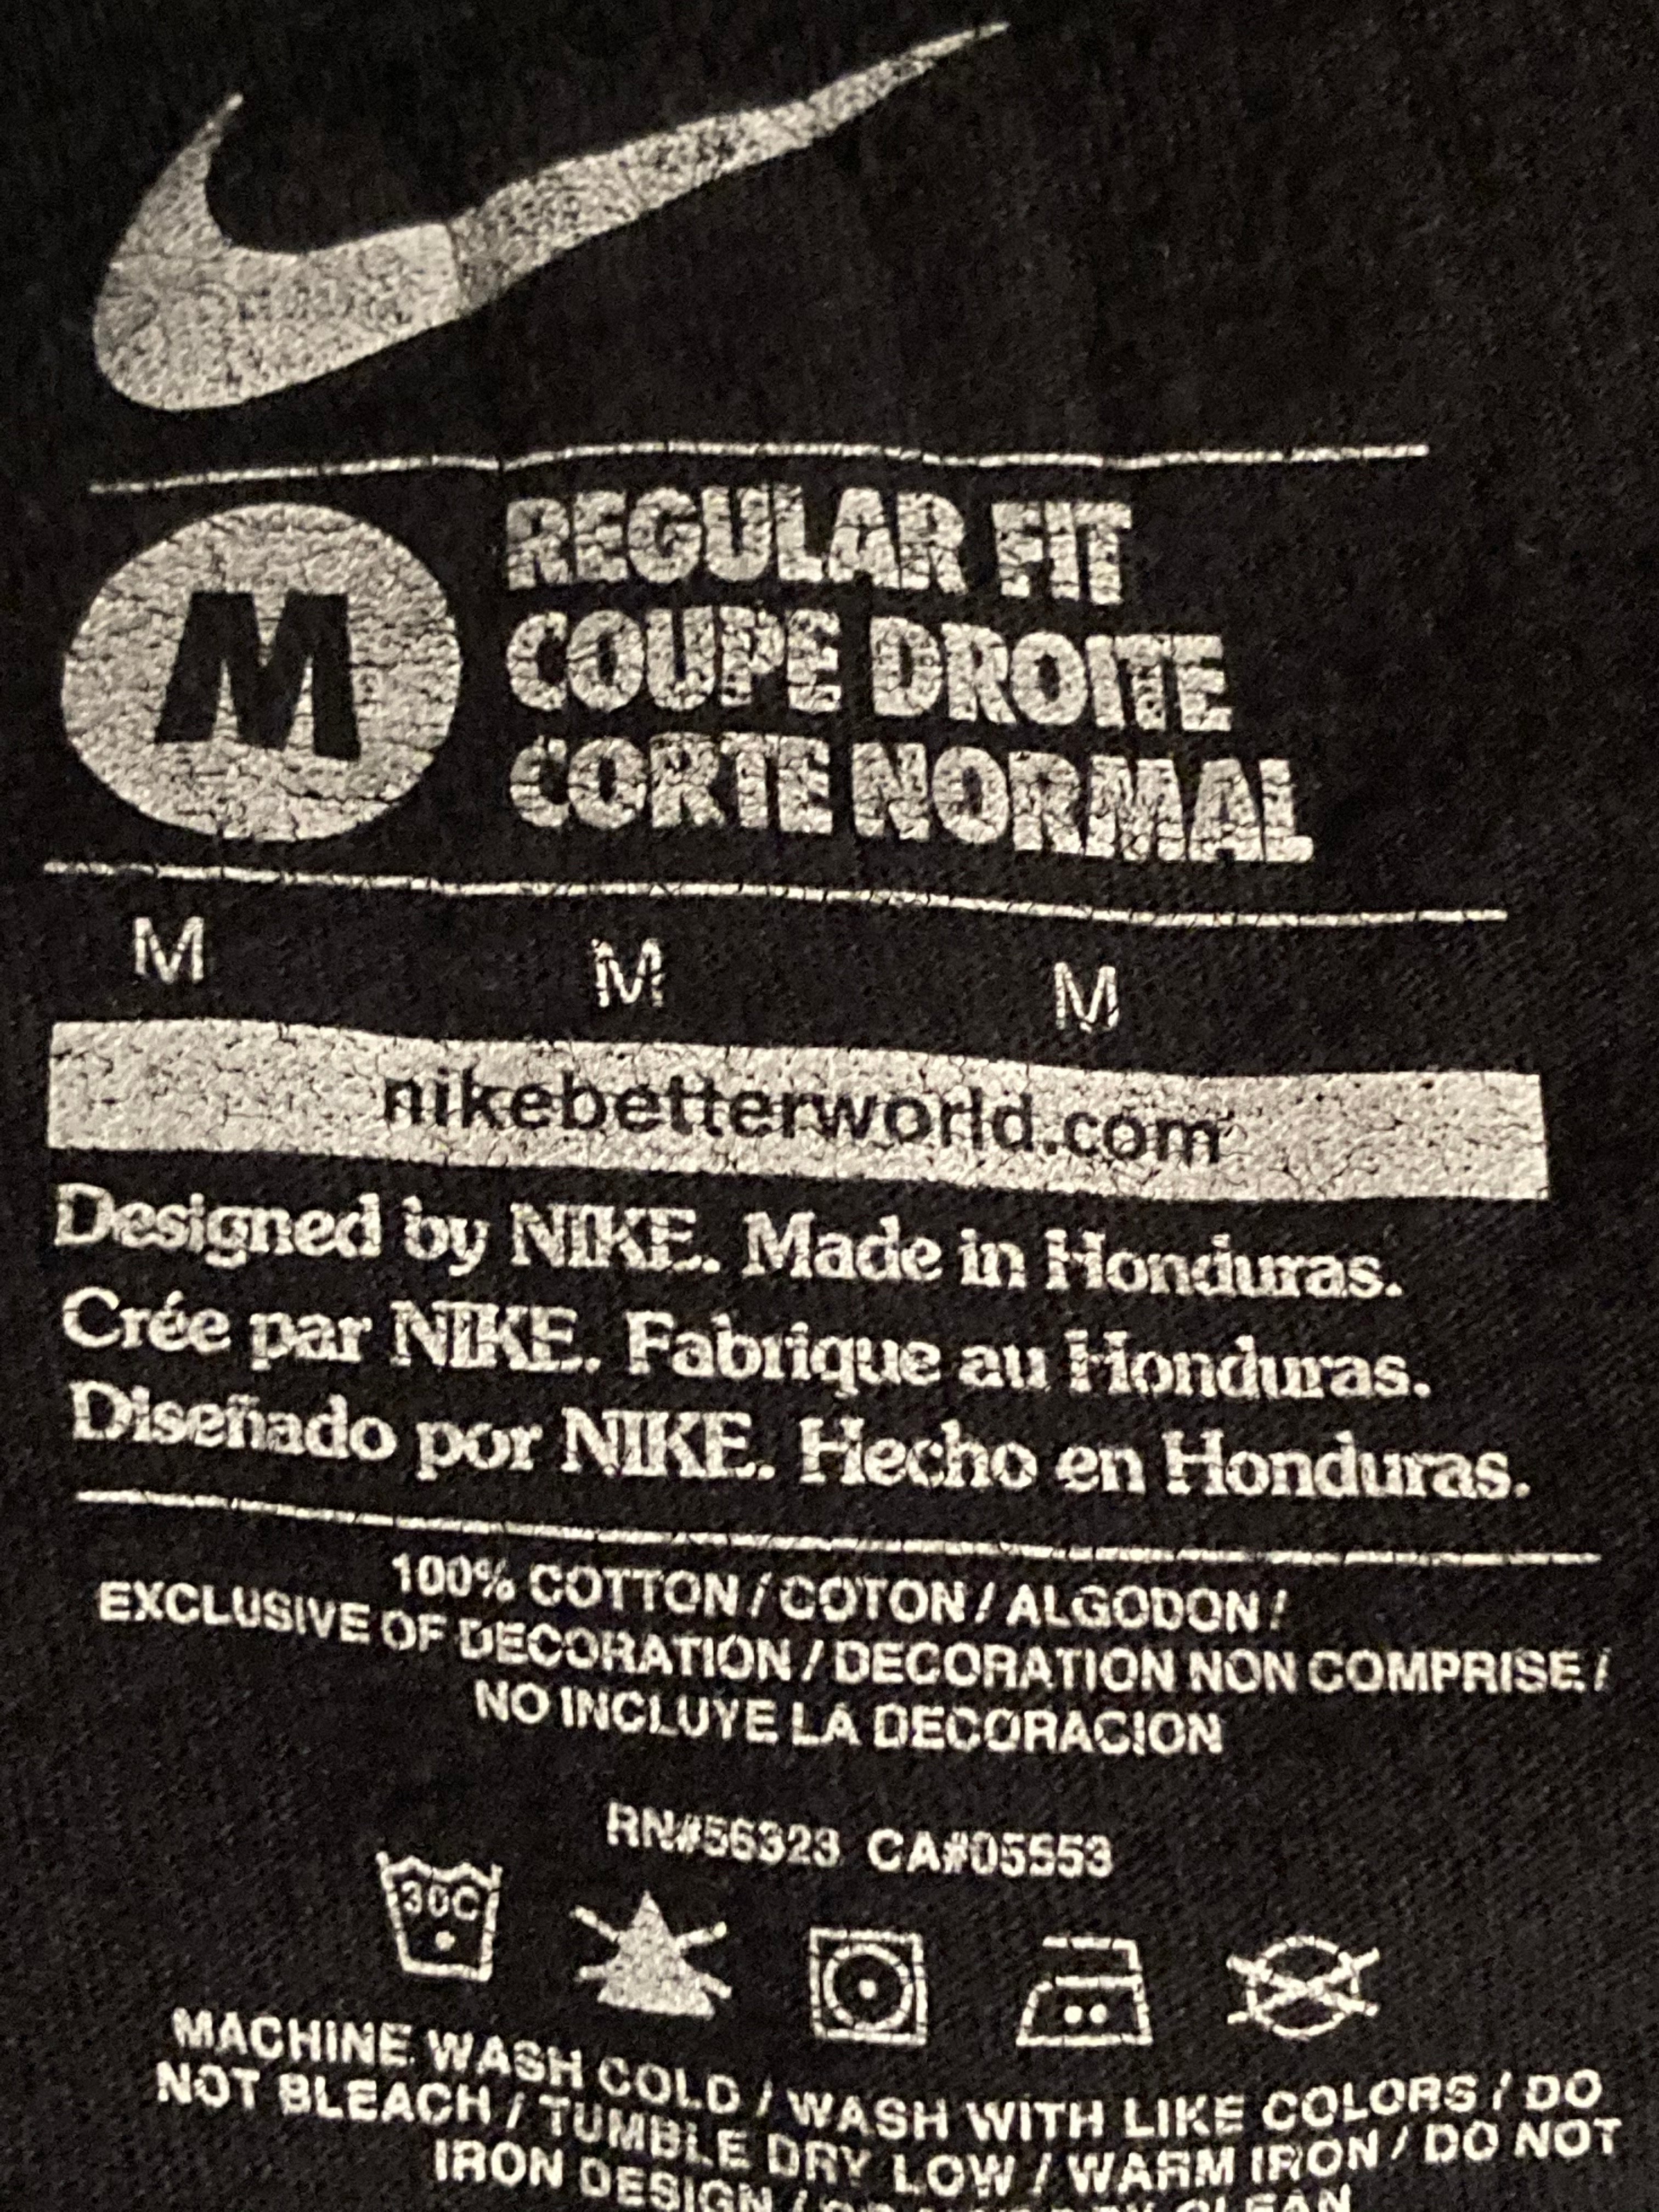 M
REGULAR FIT
COUPE DROITE
CORTE NORMAL
M M M
nikebetterworld.com
Designed by NIKE. Made in Honduras.
Crée par NIKE. Fabrique au Honduras.
Diseñado por NIKE. Hecho en Honduras.
100% COTTON / COTON / ALGODON /
EXCLUSIVE OF DECORATION / DECORATION NON COMPRISE /
NO INCLUYE LA DECORACION
RN#56323 CA#05553
30C
MACHINE WASH COLD / WASH WITH LIKE COLORS / DO
NOT BLEACH / TUMBLE DRY LOW / WARM IRON / DO NOT
IRON DESIGN / CLEAN